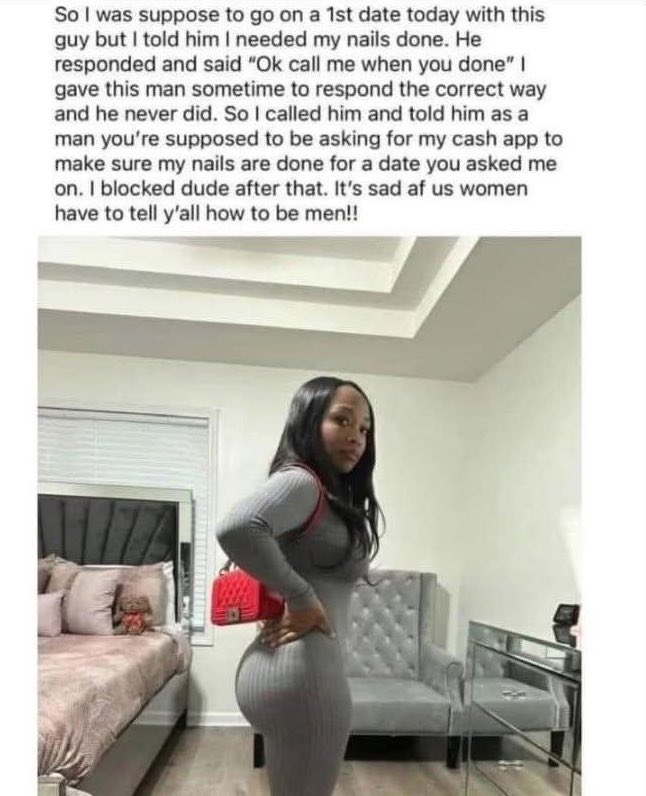 So I was suppose to go on a 1st date today with this
guy but I told him I needed my nails done. He
responded and said “Ok call me when you done” I
gave this man sometime to respond the correct way
and he never did. So I called him and told him as a
man you’re supposed to be asking for my cash app to
make sure my nails are done for a date you asked me
on. I blocked dude after that. It’s sad af us women
have to tell y’all how to be men!!